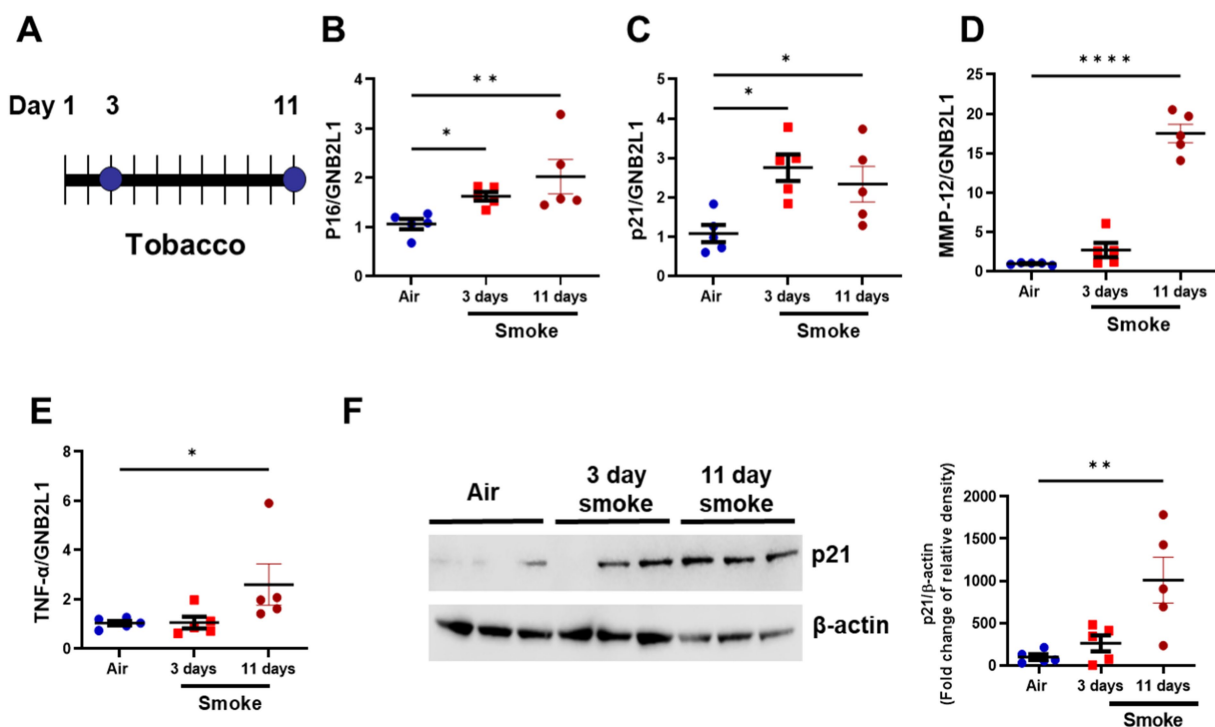 A
Day 1 3 11
Tobacco
B
P16/GNB2L1
4
3
2
1
0
*
**
Air 3 days 11 days
Smoke
C
p21/GNB2L1
5
4
3
2
1
0
*
*
Air 3 days 11 days
Smoke
D
MMP-12/GNB2L1
25
20
15
10
5
0
****
Air 3 days 11 days
Smoke
E
TNF-α/GNB2L1
8
6
4
2
0
*
Air 3 days 11 days
Smoke
F
Air
3 day
smoke
11 day
smoke
p21
β-actin
p21/β-actin
(Fold change of relative density)
2000
1500
1000
500
0
**
Air 3 days 11 days
Smoke